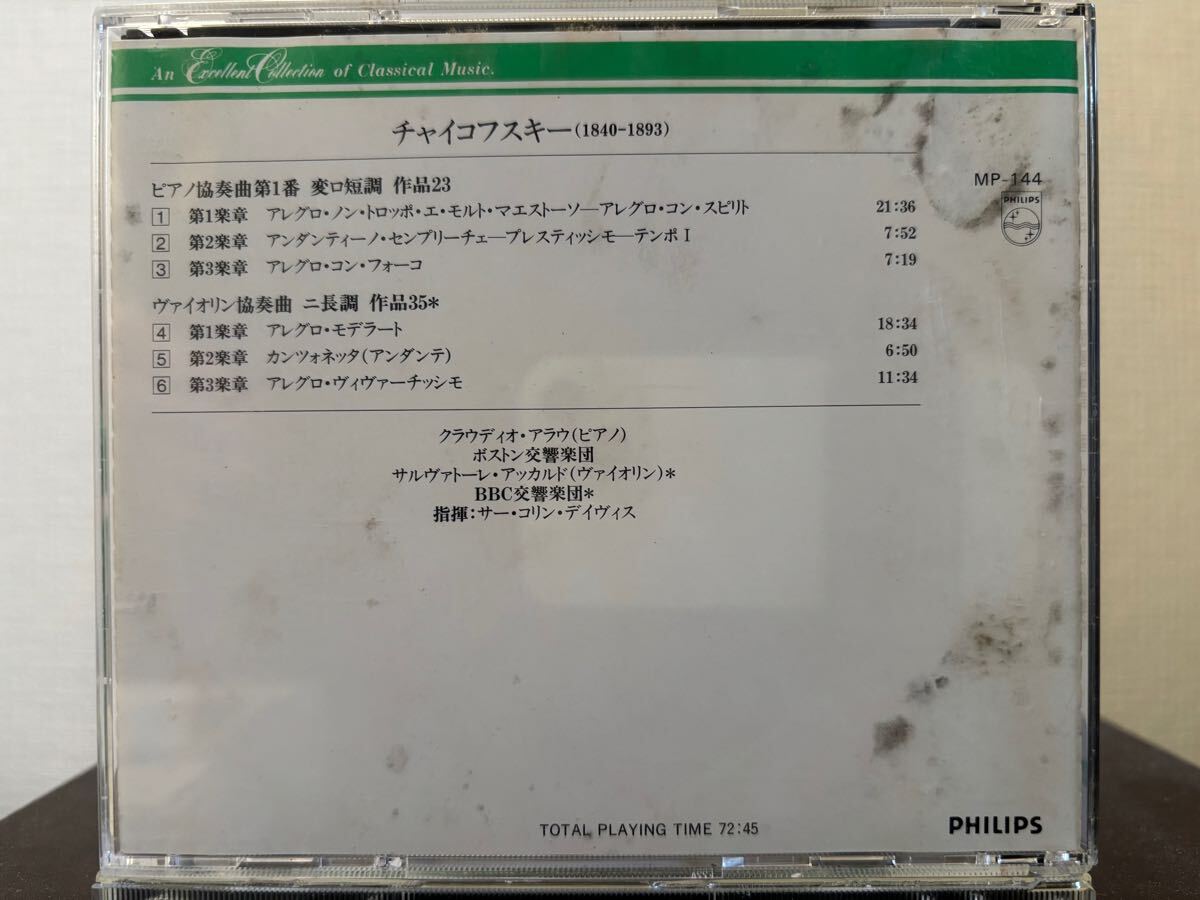 An Excellent Collection of Classical Music.
チャイコフスキー(1840-1893)
MP-144
PHILIPS
ピアノ協奏曲第1番 変ロ短調 作品23
1 第1楽章 アレグロ・ノン・トロッポ・エ・モルト・マエストーソ―アレグロ・コン・スピリト 21:36
2 第2楽章 アンダンティーノ・センプリーチェ―プレスティッシモ―テンポ I 7:52
3 第3楽章 アレグロ・コン・フォーコ 7:19
ヴァイオリン協奏曲 ニ長調 作品35*
4 第1楽章 アレグロ・モデラート 18:34
5 第2楽章 カンツォネッタ(アンダンテ) 6:50
6 第3楽章 アレグロ・ヴィヴァーチッシモ 11:34
クラウディオ・アラウ(ピアノ)
ボストン交響楽団
サルヴァトーレ・アッカルド(ヴァイオリン)*
BBC交響楽団*
指揮:サー・コリン・デイヴィス
TOTAL PLAYING TIME 72:45
PHILIPS